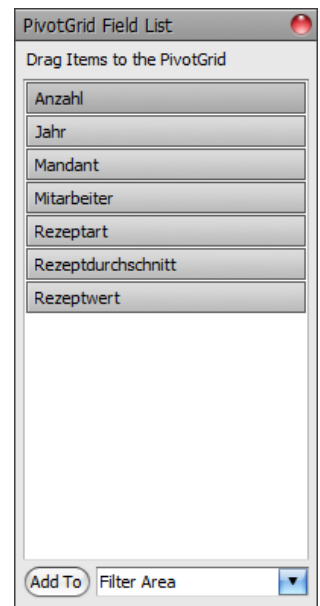 PivotGrid Field List
Drag Items to the PivotGrid
Anzahl
Jahr
Mandant
Mitarbeiter
Rezeptart
Rezeptdurchschnitt
Rezeptwert
Add To Filter Area